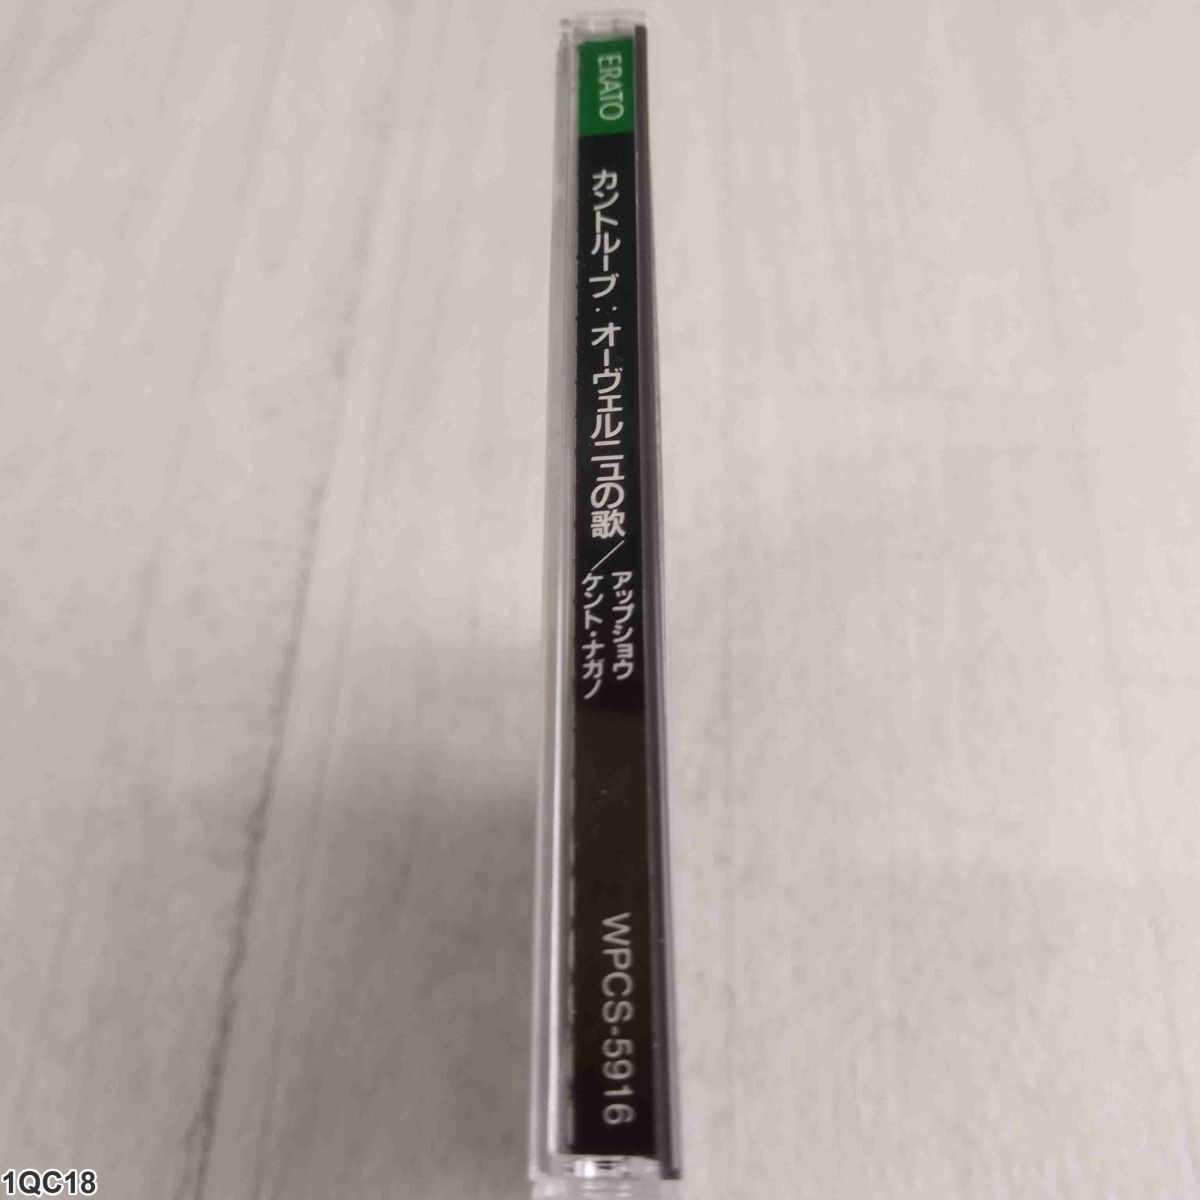 ERATO
カントルーブ:オーヴェルニュの歌/
アップショウ
ケント・ナガノ
WPCS-5916
1QC18